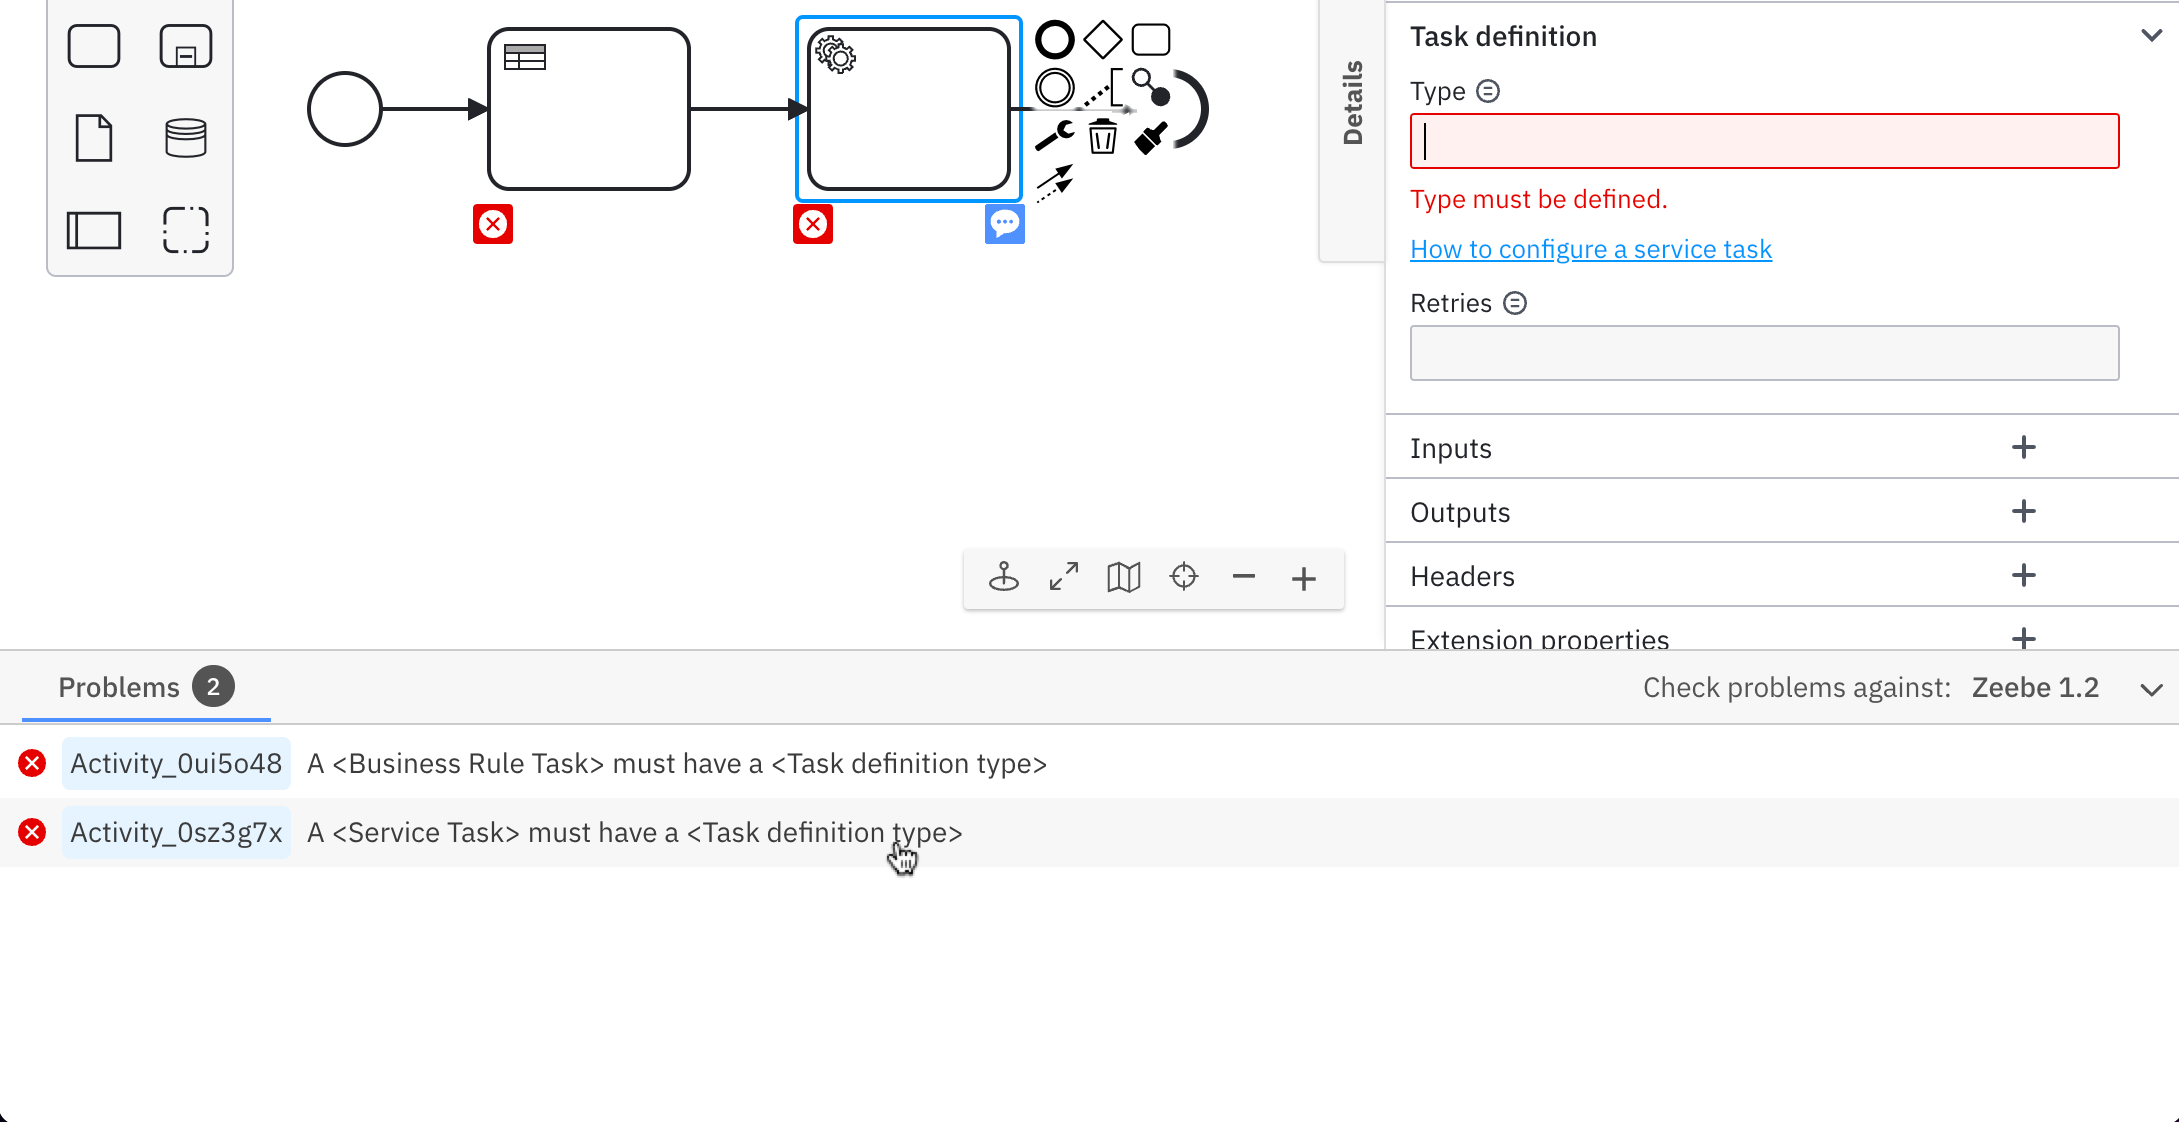 Details
Task definition
Type
Type must be defined.
How to configure a service task
Retries
Inputs
Outputs
Headers
Extension properties
Problems 2
Check problems against: Zeebe 1.2
Activity_0ui5o48 A <Business Rule Task> must have a <Task definition type>
Activity_0sz3g7x A <Service Task> must have a <Task definition type>